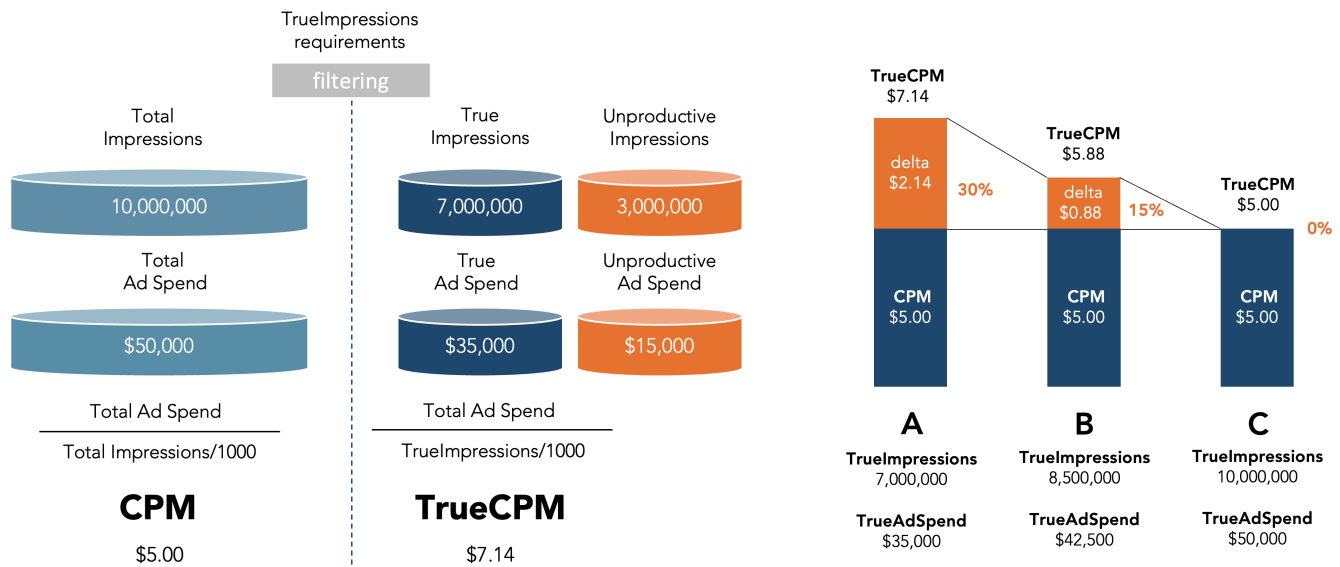 TrueImpressions
requirements
filtering
Total
Impressions
True
Impressions
Unproductive
Impressions
10,000,000
7,000,000
3,000,000
Total
Ad Spend
True
Ad Spend
Unproductive
Ad Spend
$50,000
$35,000
$15,000
Total Ad Spend
Total Impressions/1000
CPM
$5.00
Total Ad Spend
TrueImpressions/1000
TrueCPM
$7.14
TrueCPM
$7.14
delta
$2.14
30%
CPM
$5.00
A
TrueImpressions
7,000,000
TrueAdSpend
$35,000
TrueCPM
$5.88
delta
$0.88
15%
CPM
$5.00
B
TrueImpressions
8,500,000
TrueAdSpend
$42,500
TrueCPM
$5.00
0%
CPM
$5.00
C
TrueImpressions
10,000,000
TrueAdSpend
$50,000